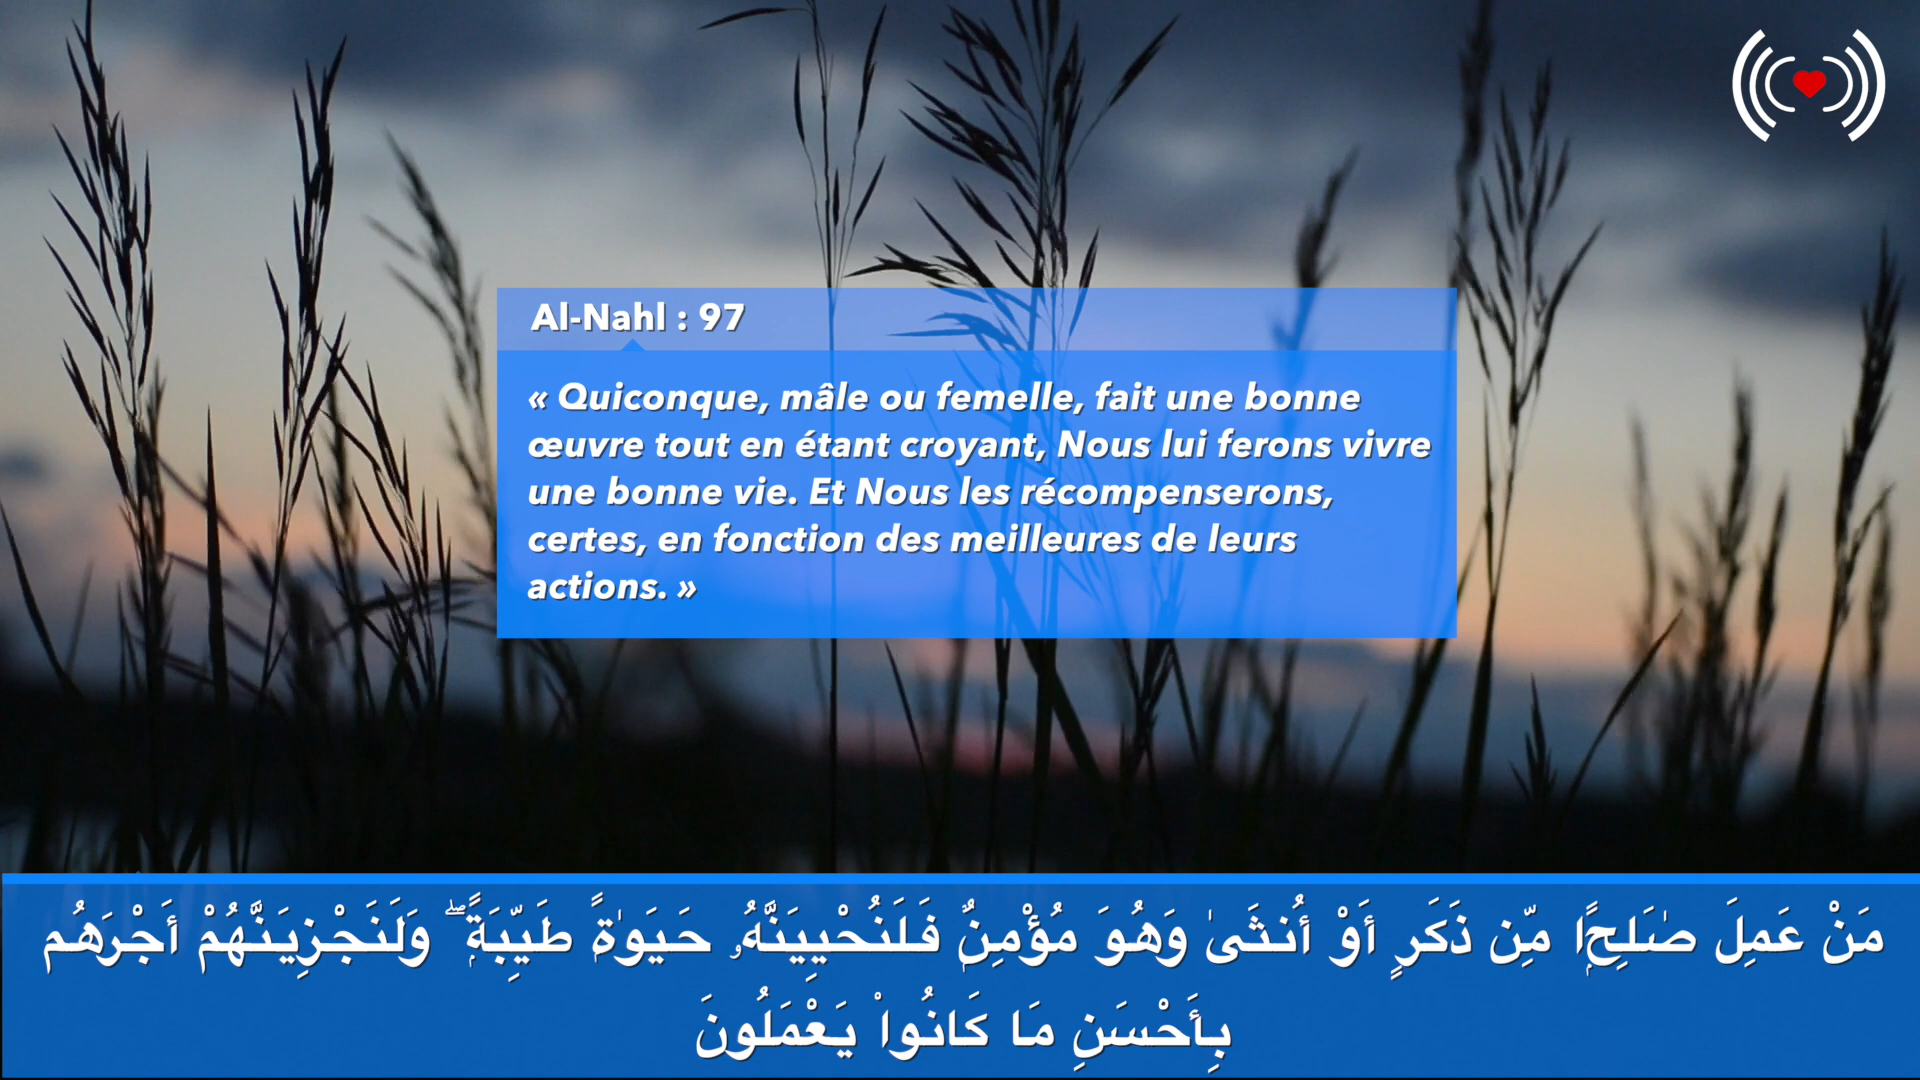 Al-Nahl : 97
« Quiconque, mâle ou femelle, fait une bonne
œuvre tout en étant croyant, Nous lui ferons vivre
une bonne vie. Et Nous les récompenserons,
certes, en fonction des meilleures de leurs
actions. »
مَنْ عَمِلَ صَٰلِحًۭا مِّن ذَكَرٍ أَوْ أُنثَىٰ وَهُوَ مُؤْمِنٌۭ فَلَنُحْيِيَنَّهُۥ حَيَوٰةًۭ طَيِّبَةًۭ ۖ وَلَنَجْزِيَنَّهُمْ أَجْرَهُم
بِأَحْسَنِ مَا كَانُوا۟ يَعْمَلُونَ